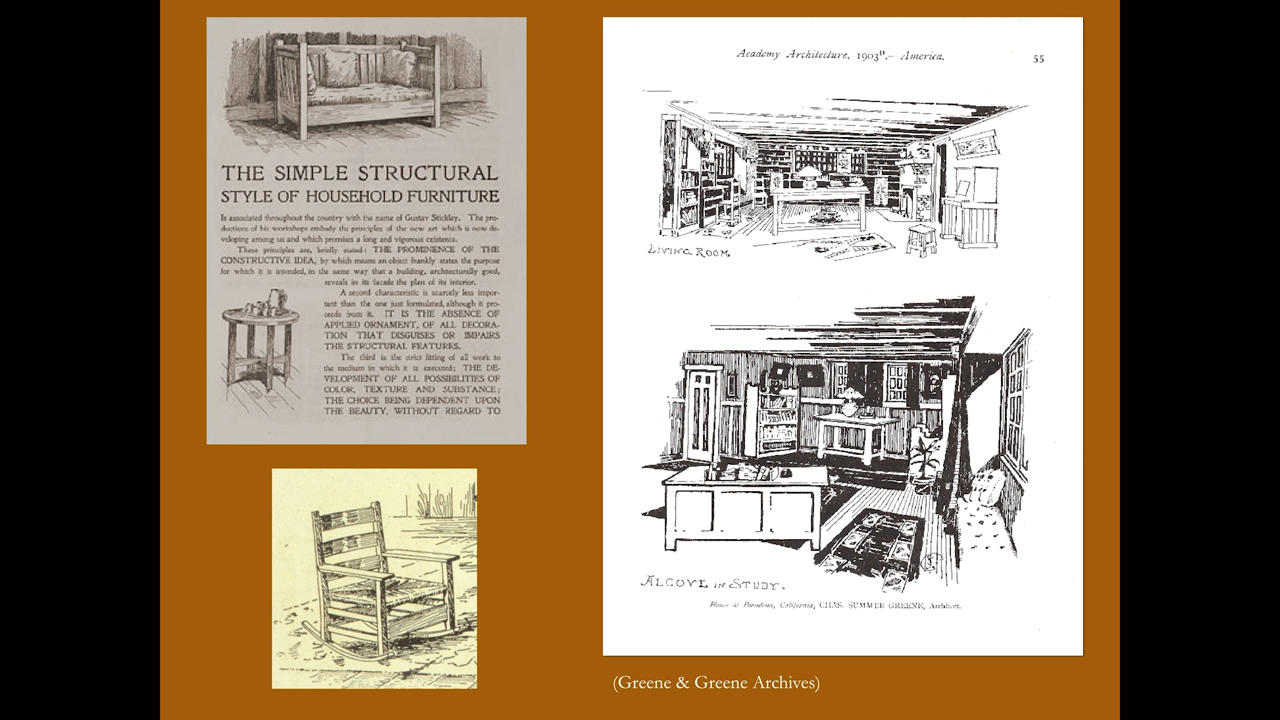 THE SIMPLE STRUCTURAL
STYLE OF HOUSEHOLD FURNITURE
Is associated throughout the country with the name of Gustav Stickley. The pro-
ductions of his workshops embody the principles of the new art which is now de-
veloping among us and which promises a long and vigorous existence.
These principles are, briefly stated: THE PROMINENCE OF THE
CONSTRUCTIVE IDEA, by which means an object frankly states the purpose
for which it is intended, in the same way that a building, architecturally good,
reveals in its facade the plan of its interior.
A second characteristic is scarcely less impor-
tant than the one just formulated, although it pro-
ceeds from it. IT IS THE ABSENCE OF
APPLIED ORNAMENT, OF ALL DECORA-
TION THAT DISGUISES OR IMPAIRS
THE STRUCTURAL FEATURES.
The third is the strict fitting of all work to
the medium in which it is executed; THE DE-
VELOPMENT OF ALL POSSIBILITIES OF
COLOR, TEXTURE AND SUBSTANCE;
THE CHOICE BEING DEPENDENT UPON
THE BEAUTY, WITHOUT REGARD TO
Academy Architecture, 1903II.— America.
55
LIVING ROOM.
ALCOVE IN STUDY.
House at Pasadena, California, CHAS. SUMMER GREENE, Architect.
(Greene & Greene Archives)